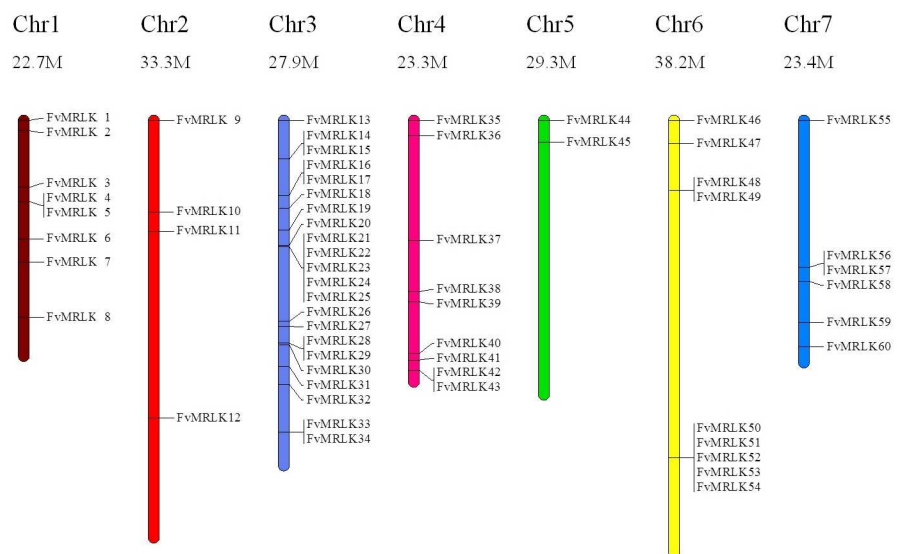 Chr1
Chr2
Chr3
Chr4
Chr5
Chr6
Chr7
22.7M
33.3M
27.9M
23.3M
29.3M
38.2M
23.4M
FvMRLK 1
FvMRLK 2
FvMRLK 3
FvMRLK 4
FvMRLK 5
FvMRLK 6
FvMRLK 7
FvMRLK 8
FvMRLK 9
FvMRLK10
FvMRLK11
FvMRLK12
FvMRLK13
FvMRLK14
FvMRLK15
FvMRLK16
FvMRLK17
FvMRLK18
FvMRLK19
FvMRLK20
FvMRLK21
FvMRLK22
FvMRLK23
FvMRLK24
FvMRLK25
FvMRLK26
FvMRLK27
FvMRLK28
FvMRLK29
FvMRLK30
FvMRLK31
FvMRLK32
FvMRLK33
FvMRLK34
FvMRLK35
FvMRLK36
FvMRLK37
FvMRLK38
FvMRLK39
FvMRLK40
FvMRLK41
FvMRLK42
FvMRLK43
FvMRLK44
FvMRLK45
FvMRLK46
FvMRLK47
FvMRLK48
FvMRLK49
FvMRLK50
FvMRLK51
FvMRLK52
FvMRLK53
FvMRLK54
FvMRLK55
FvMRLK56
FvMRLK57
FvMRLK58
FvMRLK59
FvMRLK60